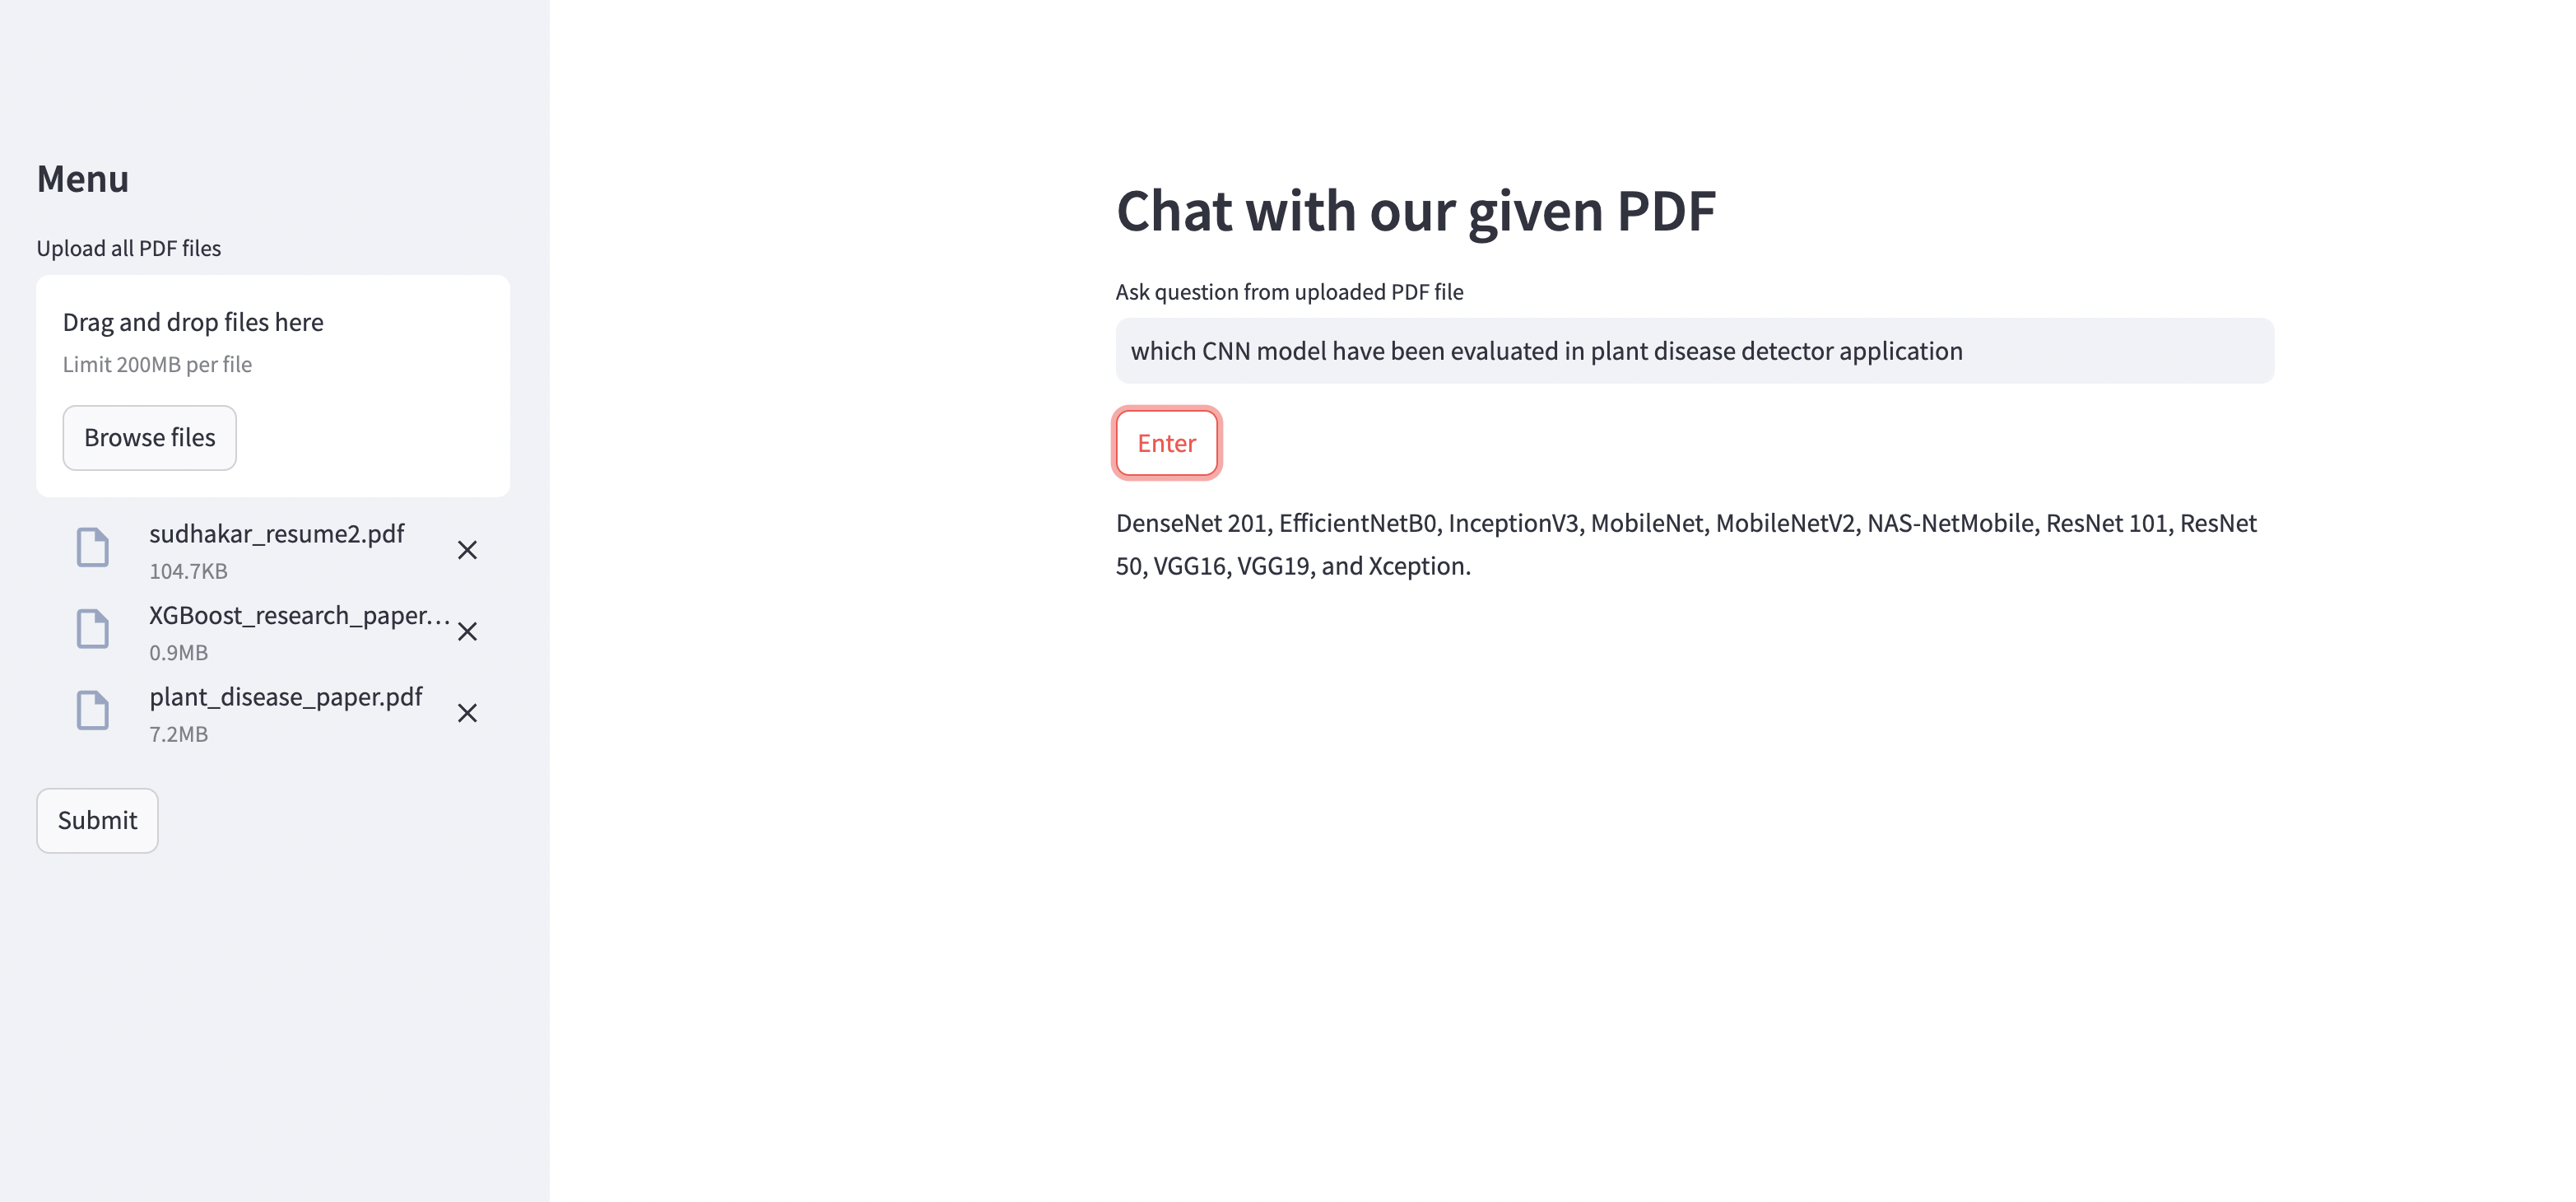 Menu
Upload all PDF files
Drag and drop files here
Limit 200MB per file
Browse files
sudhakar_resume2.pdf
104.7KB
XGBoost_research_paper...
0.9MB
plant_disease_paper.pdf
7.2MB
Submit
Chat with our given PDF
Ask question from uploaded PDF file
which CNN model have been evaluated in plant disease detector application
Enter
DenseNet 201, EfficientNetB0, InceptionV3, MobileNet, MobileNetV2, NAS-NetMobile, ResNet 101, ResNet
50, VGG16, VGG19, and Xception.